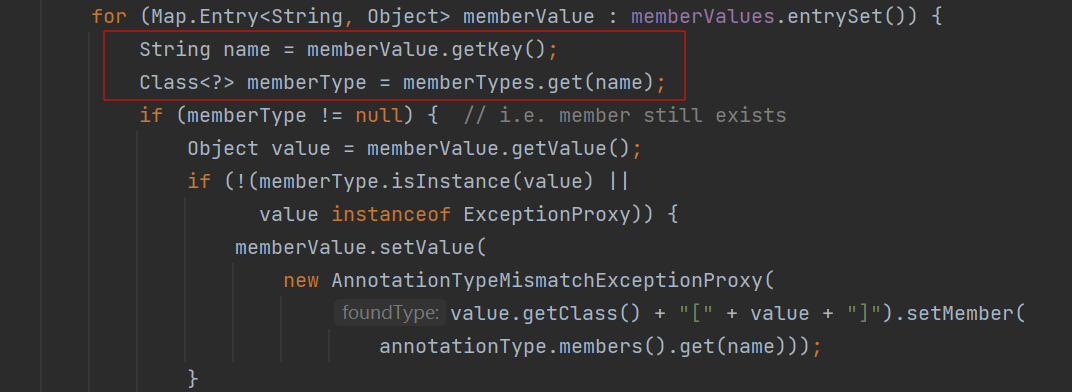 for (Map.Entry<String, Object> memberValue : memberValues.entrySet()) {
String name = memberValue.getKey();
Class<?> memberType = memberTypes.get(name);
if (memberType != null) {  // i.e. member still exists
Object value = memberValue.getValue();
if (!(memberType.isInstance(value) ||
value instanceof ExceptionProxy)) {
memberValue.setValue(
new AnnotationTypeMismatchExceptionProxy(
foundType: value.getClass() + "[" + value + "]").setMember(
annotationType.members().get(name)));
}